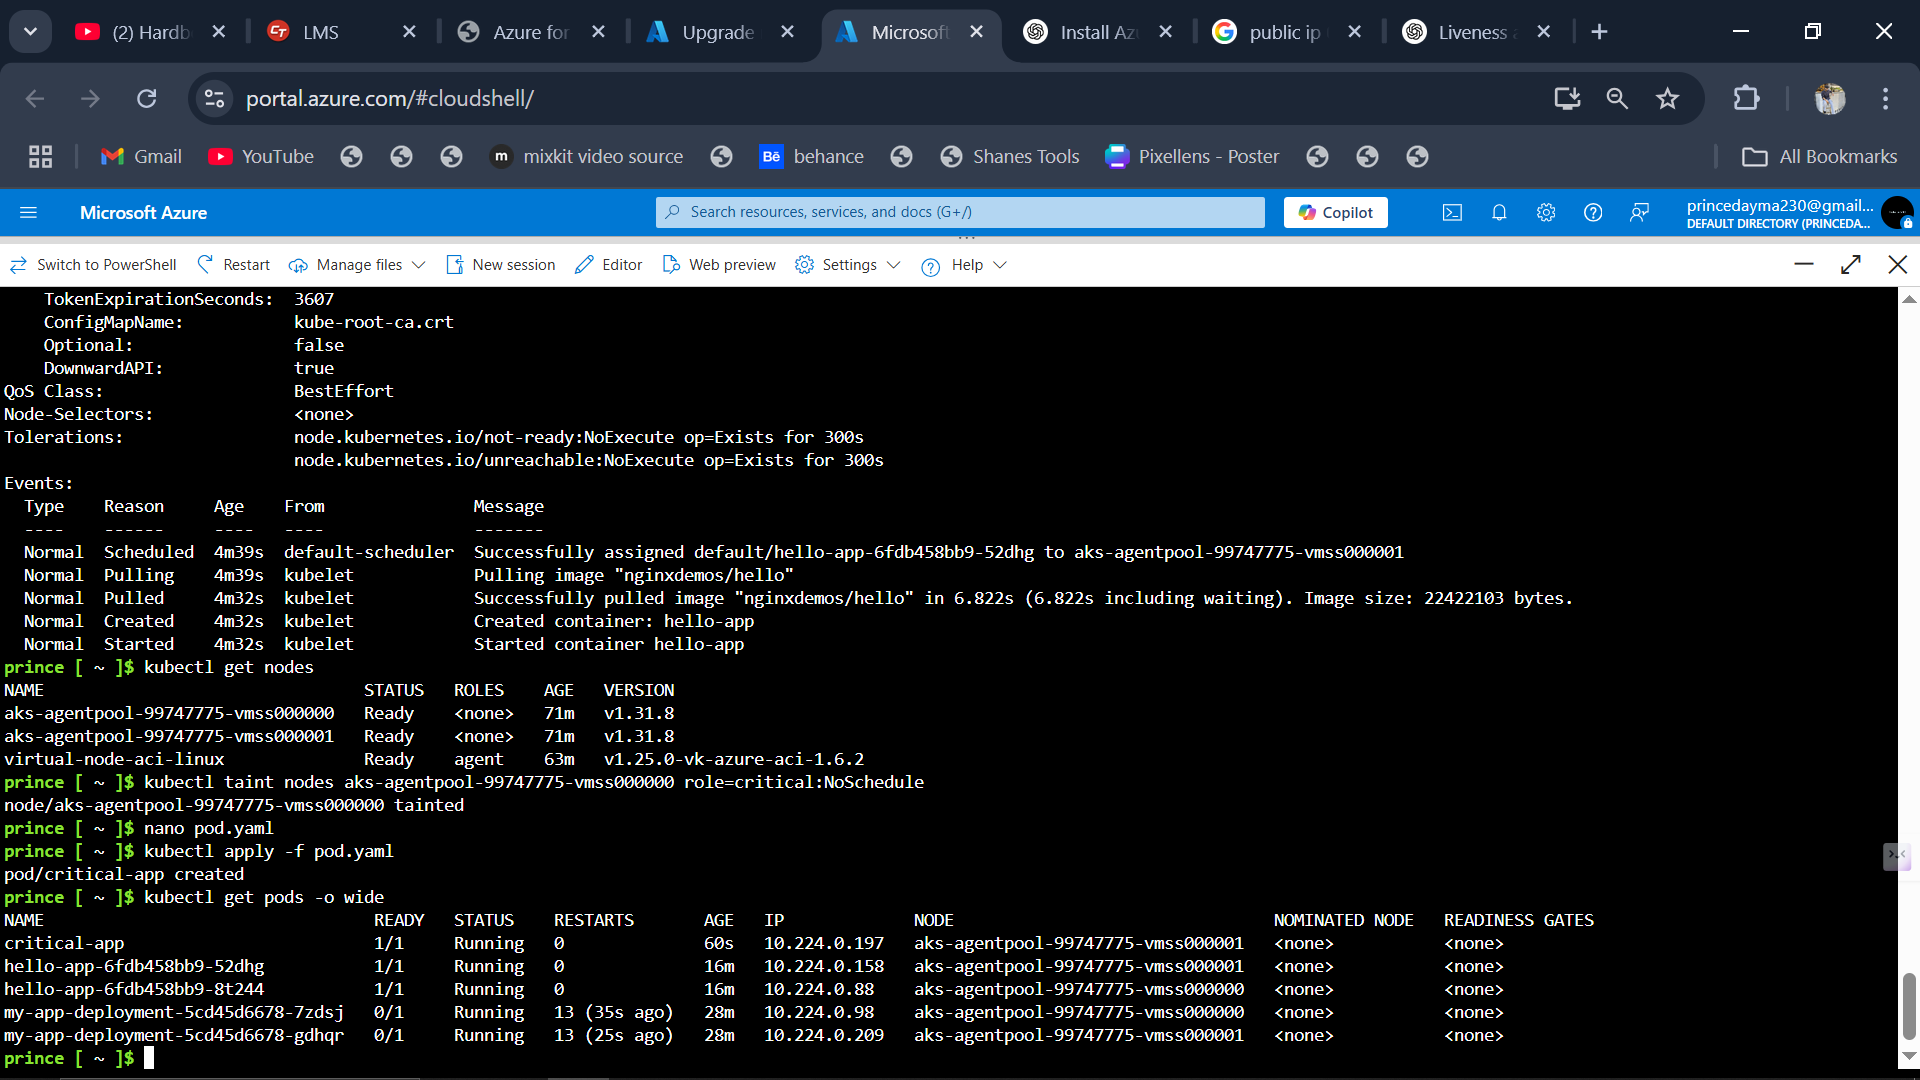 (2) Hardb
LMS
Azure for
Upgrade
Microsoft
Install Az
public ip
Liveness
portal.azure.com/#cloudshell/
Gmail
YouTube
m mixkit video source
Bē behance
Shanes Tools
Pixellens - Poster
All Bookmarks
Microsoft Azure
Search resources, services, and docs (G+/)
Copilot
princedayma230@gmail...
DEFAULT DIRECTORY (PRINCEDA...
Switch to PowerShell Restart Manage files New session Editor Web preview Settings Help
TokenExpirationSeconds: 3607
ConfigMapName: kube-root-ca.crt
Optional: false
DownwardAPI: true
QoS Class: BestEffort
Node-Selectors: <none>
Tolerations: node.kubernetes.io/not-ready:NoExecute op=Exists for 300s
node.kubernetes.io/unreachable:NoExecute op=Exists for 300s
Events:
Type Reason Age From Message
---- ------ ---- ---- -------
Normal Scheduled 4m39s default-scheduler Successfully assigned default/hello-app-6fdb458bb9-52dhg to aks-agentpool-99747775-vmss000001
Normal Pulling 4m39s kubelet Pulling image "nginxdemos/hello"
Normal Pulled 4m32s kubelet Successfully pulled image "nginxdemos/hello" in 6.822s (6.822s including waiting). Image size: 22422103 bytes.
Normal Created 4m32s kubelet Created container: hello-app
Normal Started 4m32s kubelet Started container hello-app
prince [ ~ ]$ kubectl get nodes
NAME STATUS ROLES AGE VERSION
aks-agentpool-99747775-vmss000000 Ready <none> 71m v1.31.8
aks-agentpool-99747775-vmss000001 Ready <none> 71m v1.31.8
virtual-node-aci-linux Ready agent 63m v1.25.0-vk-azure-aci-1.6.2
prince [ ~ ]$ kubectl taint nodes aks-agentpool-99747775-vmss000000 role=critical:NoSchedule
node/aks-agentpool-99747775-vmss000000 tainted
prince [ ~ ]$ nano pod.yaml
prince [ ~ ]$ kubectl apply -f pod.yaml
pod/critical-app created
prince [ ~ ]$ kubectl get pods -o wide
NAME READY STATUS RESTARTS AGE IP NODE NOMINATED NODE READINESS GATES
critical-app 1/1 Running 0 60s 10.224.0.197 aks-agentpool-99747775-vmss000001 <none> <none>
hello-app-6fdb458bb9-52dhg 1/1 Running 0 16m 10.224.0.158 aks-agentpool-99747775-vmss000001 <none> <none>
hello-app-6fdb458bb9-8t244 1/1 Running 0 16m 10.224.0.88 aks-agentpool-99747775-vmss000000 <none> <none>
my-app-deployment-5cd45d6678-7zdsj 0/1 Running 13 (35s ago) 28m 10.224.0.98 aks-agentpool-99747775-vmss000000 <none> <none>
my-app-deployment-5cd45d6678-gdhqr 0/1 Running 13 (25s ago) 28m 10.224.0.209 aks-agentpool-99747775-vmss000001 <none> <none>
prince [ ~ ]$